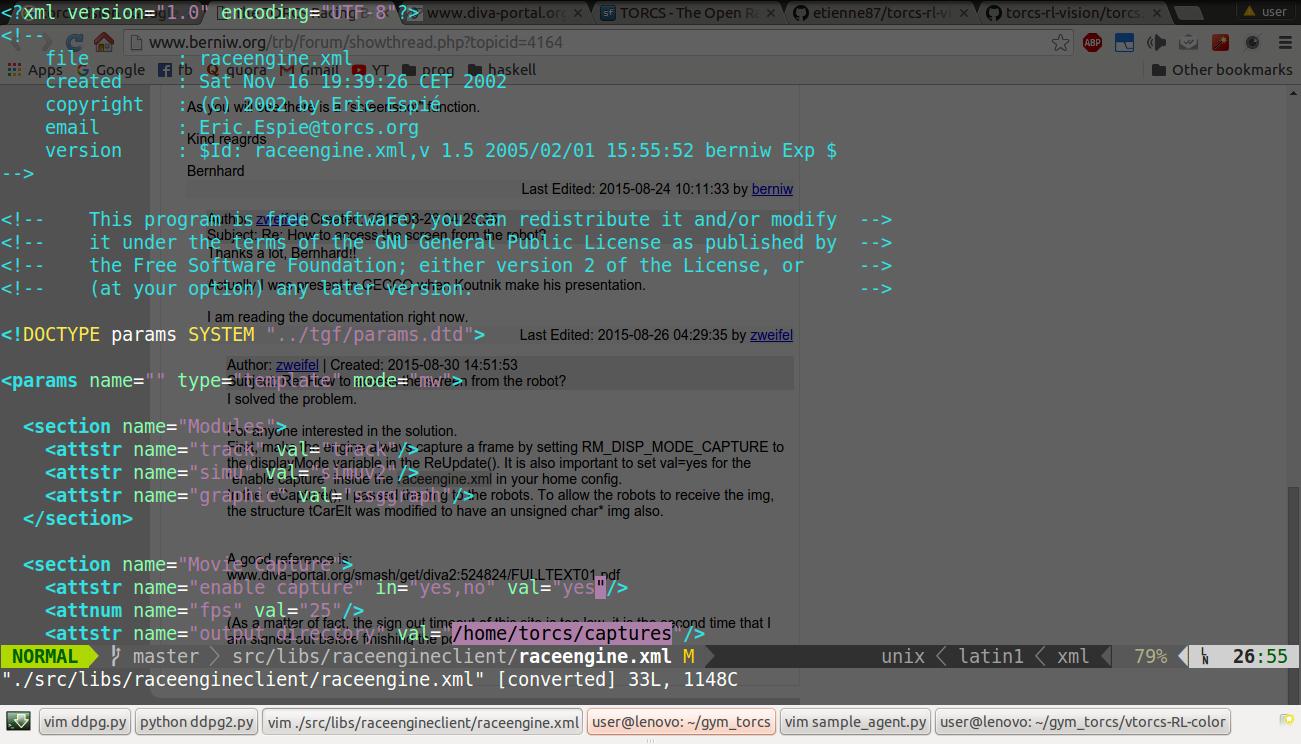 <?xml version="1.0" encoding="UTF-8"?>
www.diva-portal.org TORCS - The Open Ra etienne87/torcs-rl-vi torcs-rl-vision/torcs. user
<!--
www.berniw.org/trb/forum/showthread.php?topicid=4164
ABP
file : raceengine.xml
Apps Google fb quora Gmail YT prog haskell Other bookmarks
created : Sat Nov 16 19:39:26 CET 2002
copyright : (C) 2002 by Eric Espié
As you will see there is a function.
email : Eric.Espie@torcs.org
Kind reagrds
version : $Id: raceengine.xml,v 1.5 2005/02/01 15:55:52 berniw Exp $
-->
Bernhard
Last Edited: 2015-08-24 10:11:33 by berniw
<!-- This program is free software; you can redistribute it and/or modify -->
Subject: Re: How to access the screen from the robot?
<!-- it under the terms of the GNU General Public License as published by -->
Thanks a lot, Bernhard!!
<!-- the Free Software Foundation; either version 2 of the License, or -->
<!-- (at your option) any later version. -->
Actually I was present in GECCO when Koutnik make his presentation.
I am reading the documentation right now.
<!DOCTYPE params SYSTEM "../tgf/params.dtd">
Last Edited: 2015-08-26 04:29:35 by zweifel
Author: zweifel | Created: 2015-08-30 14:51:53
<params name="" type="template" mode="mw">
Subject: Re: How to access the screen from the robot?
I solved the problem.
<section name="Modules">
For anyone interested in the solution.
<attstr name="track" val="track"/>
First, make the engine always capture a frame by setting RM_DISP_MODE_CAPTURE to
the displayMode variable in the ReUpdate(). It is also important to set val=yes for the
<attstr name="simu" val="simuv2"/>
"enable capture" inside the raceengine.xml in your home config.
<attstr name="graphic" val="ssggraph"/>
In the reCapture() I passed the img to the robots. To allow the robots to receive the img,
the structure tCarElt was modified to have an unsigned char* img also.
</section>
A good reference is:
<section name="Movie Capture">
www.diva-portal.org/smash/get/diva2:524824/FULLTEXT01.pdf
<attstr name="enable capture" in="yes,no" val="yes"/>
<attnum name="fps" val="25"/>
(As a matter of fact, the sign out timeout of this site is too low, it is the second time that I
<attstr name="output directory" val="/home/torcs/captures"/>
am signed out before finishing the
NORMAL master src/libs/raceengineclient/raceengine.xml M unix latin1 xml 79% LN 26:55
"./src/libs/raceengineclient/raceengine.xml" [converted] 33L, 1148C
vim ddpg.py python ddpg2.py vim ./src/libs/raceengineclient/raceengine.xml user@lenovo: ~/gym_torcs vim sample_agent.py user@lenovo: ~/gym_torcs/vtorcs-RL-color